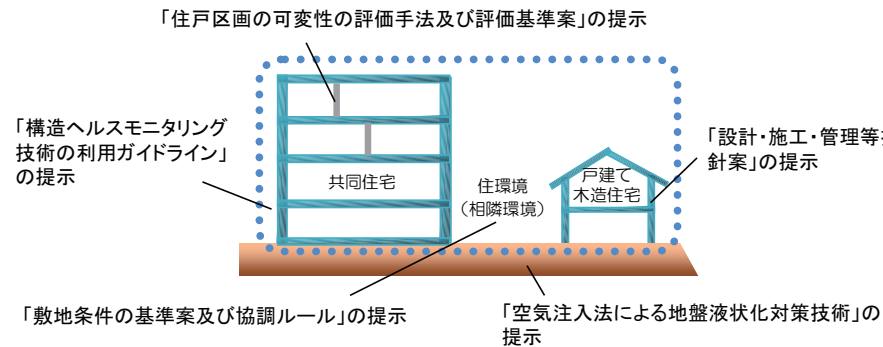 「住戸区画の可変性の評価手法及び評価基準案」の提示
「構造ヘルスモニタリング
技術の利用ガイドライン」
の提示
共同住宅
住環境
（相隣環境）
戸建て
木造住宅
「設計・施工・管理等
針案」の提示
「敷地条件の基準案及び協調ルール」の提示
「空気注入法による地盤液状化対策技術」の
提示